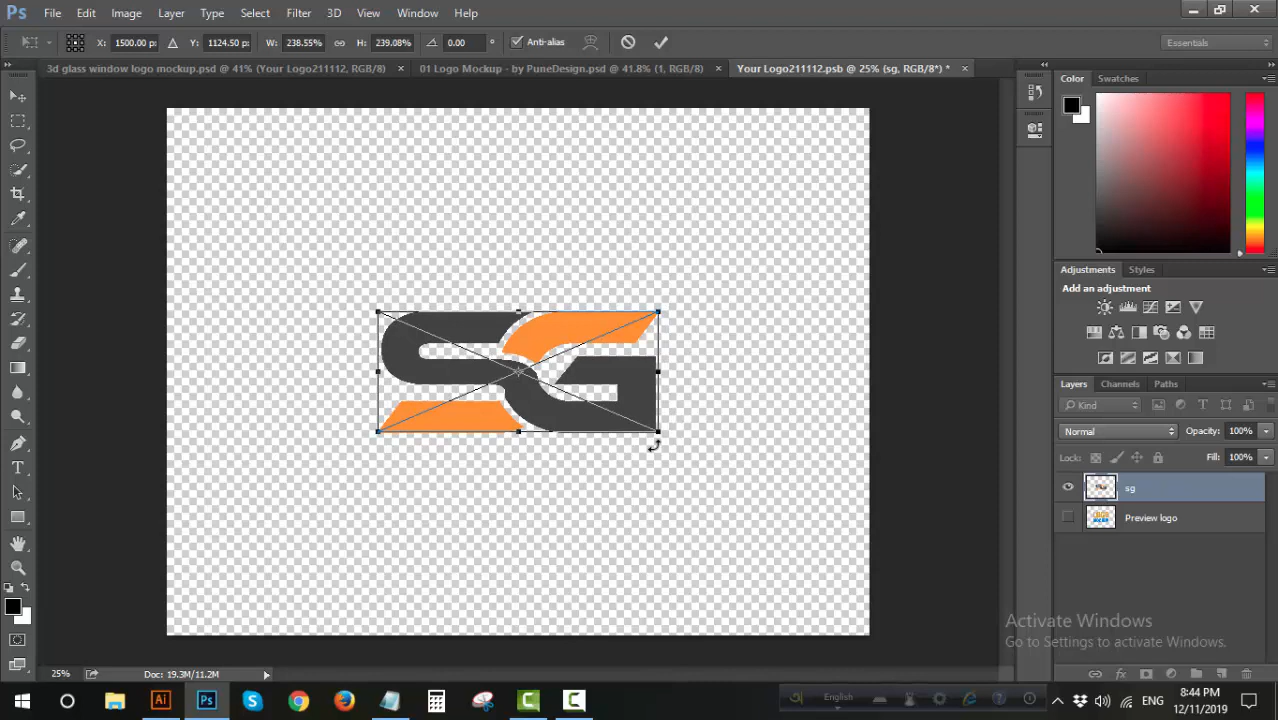 Ps File Edit Image Layer Type Select Filter 3D View Window Help
X: 1500.00 p: Y: 1124.50 p: W: 238.55% H: 239.08% 0.00 ° Anti-alias Essentials
3d glass window logo mockup.psd @ 41% (Your Logo211112, RGB/8) × 01 Logo Mockup - by PuneDesign.psd @ 41.8% (1, RGB/8) × Your Logo211112.psb @ 25% (sg, RGB/8*) * ×
Color Swatches
SG
Adjustments Styles
Add an adjustment
Layers Channels Paths
Kind
Normal Opacity: 100%
Lock: Fill: 100%
sg
Preview logo
T
Activate Windows
Go to Settings to activate Windows.
25% Doc: 19.3M/11.2M
Ai Ps S English ENG 8:44 PM
12/11/2019